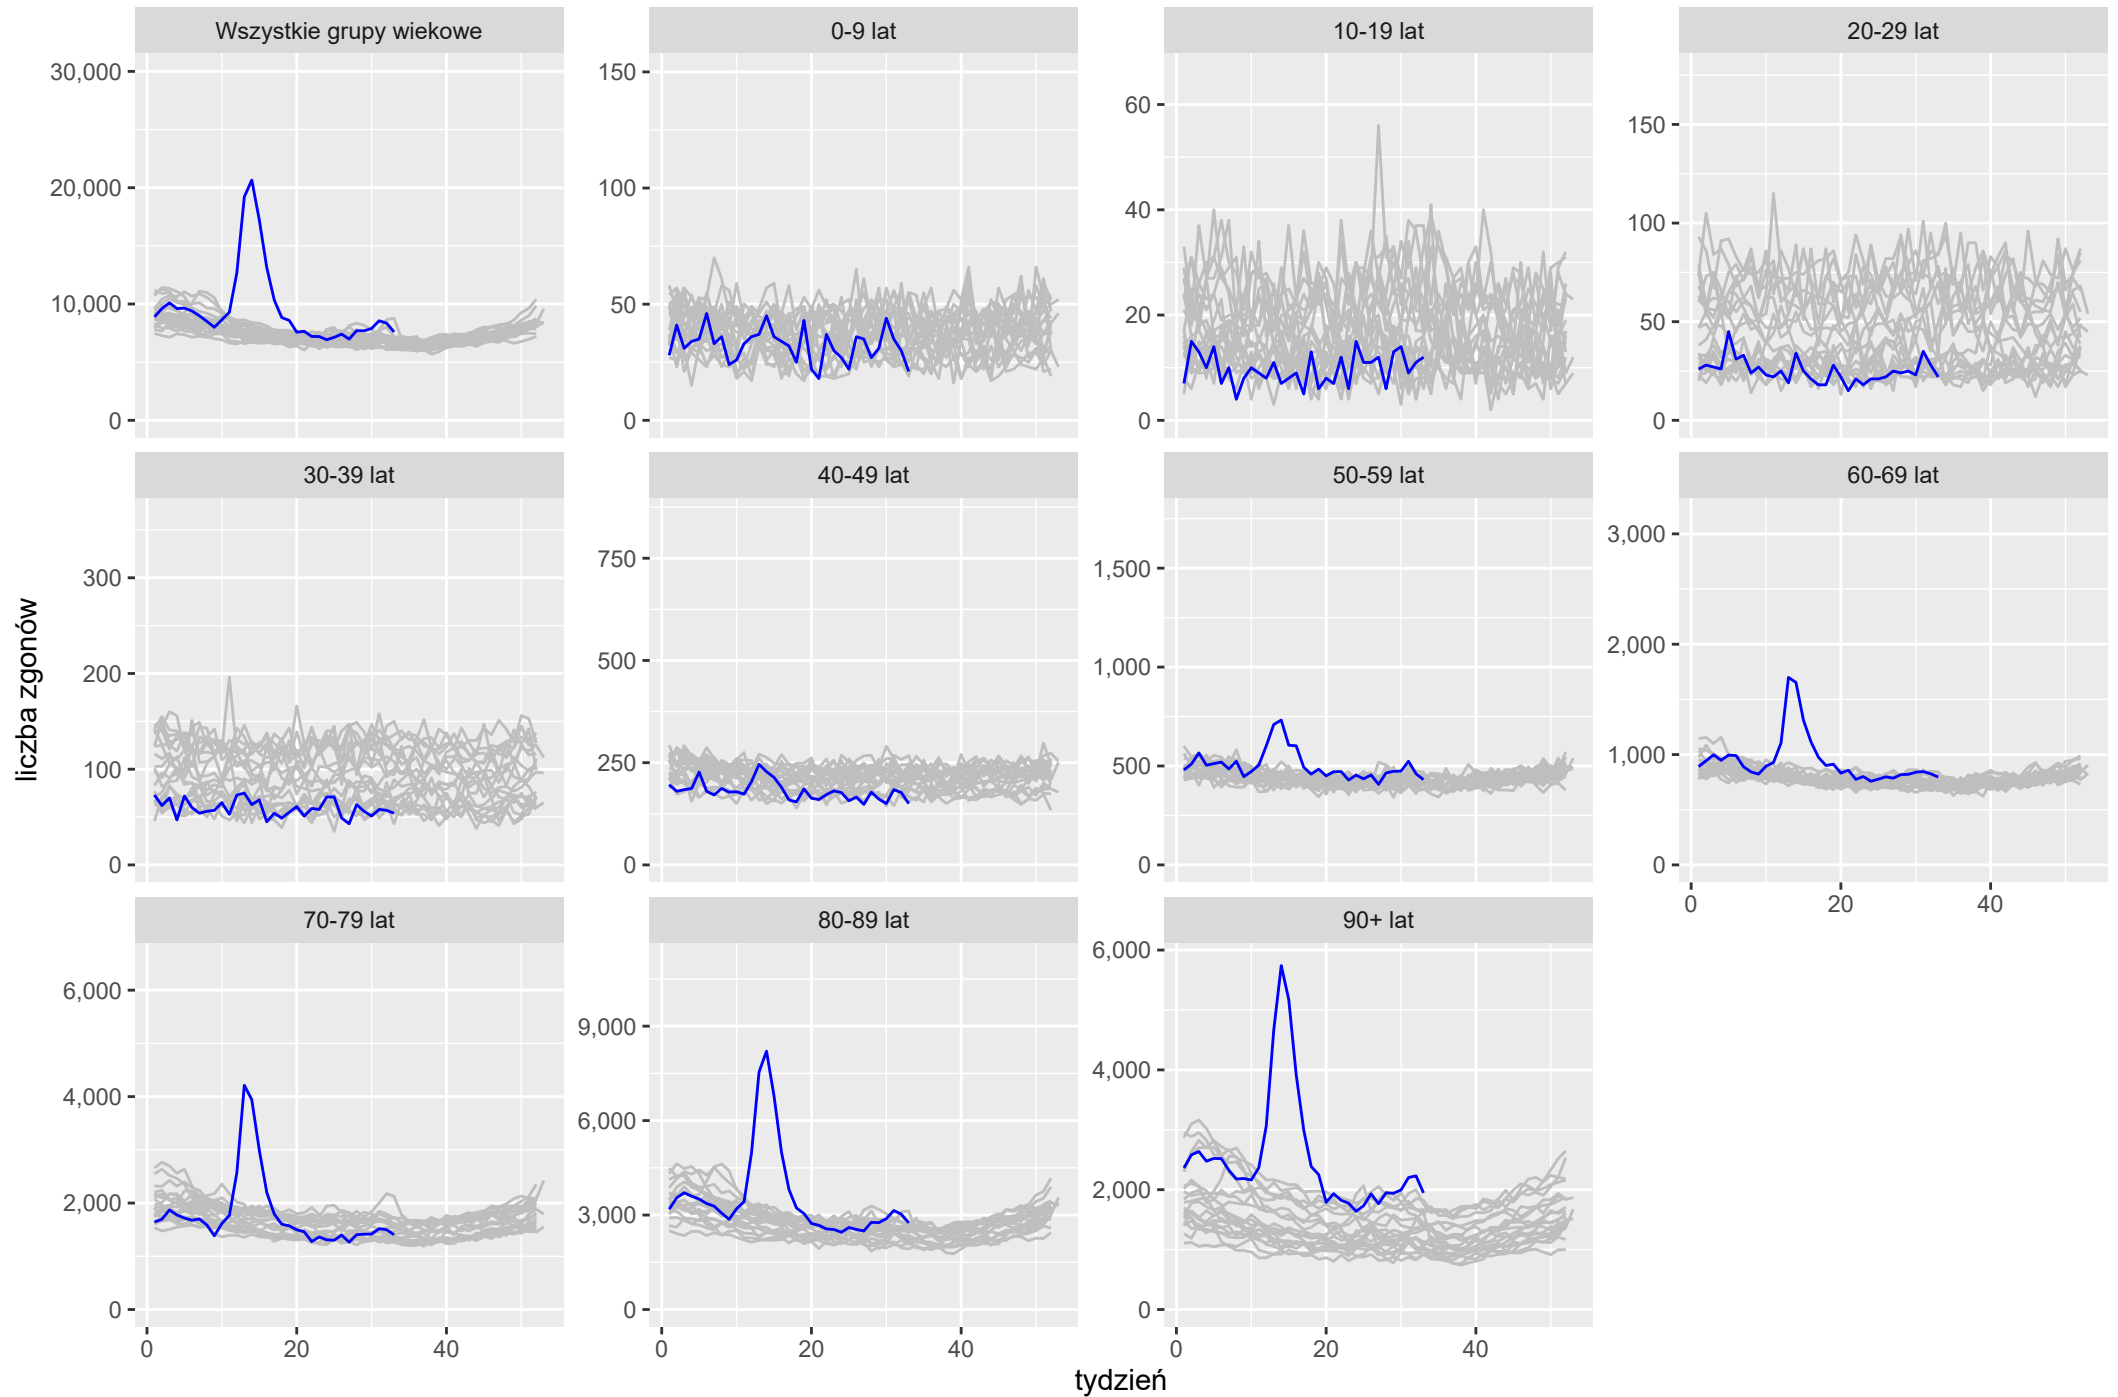 Wszystkie grupy wiekowe
0-9 lat
10-19 lat
20-29 lat
30,000
20,000
10,000
0
150
100
50
0
60
40
20
0
150
100
50
0
30-39 lat
40-49 lat
50-59 lat
60-69 lat
liczba zgonów
300
200
100
0
750
500
250
0
1,500
1,000
500
0
3,000
2,000
1,000
0
0 20 40
70-79 lat
80-89 lat
90+ lat
6,000
4,000
2,000
0
9,000
6,000
3,000
0
6,000
4,000
2,000
0
0 20 40
0 20 40
0 20 40
tydzień